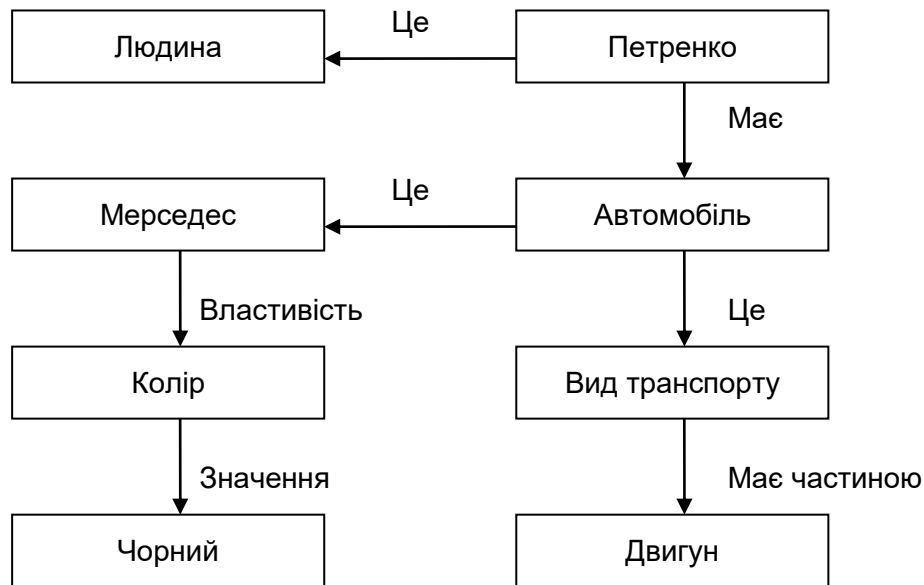 Це
Людина
Петренко
Має
Це
Мерседес
Автомобіль
Властивість
Це
Колір
Вид транспорту
Значення
Має частиною
Чорний
Двигун